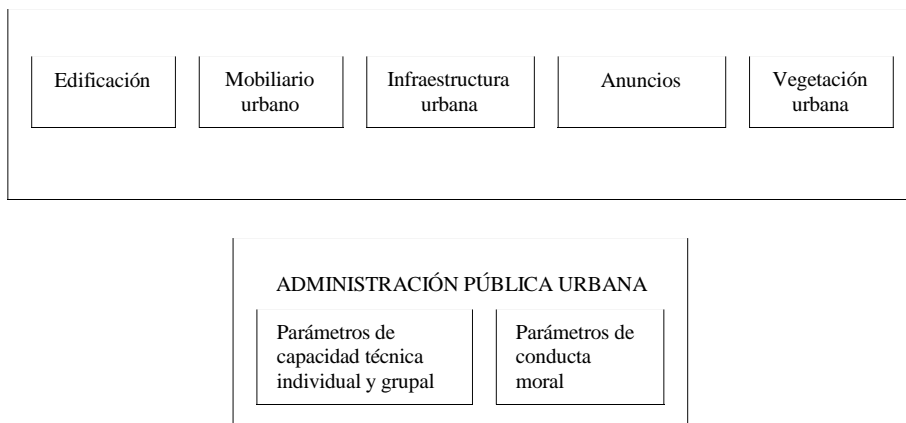 Edificación
Mobiliario
urbano
Infraestructura
urbana
Anuncios
Vegetación
urbana
ADMINISTRACIÓN PÚBLICA URBANA
Parámetros de
capacidad técnica
individual y grupal
Parámetros de
conducta
moral